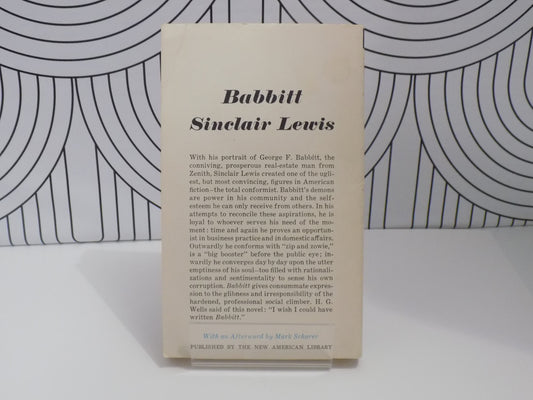 Babbitt
Sinclair Lewis
With his portrait of George F. Babbitt, the
conniving, prosperous real-estate man from
Zenith, Sinclair Lewis created one of the ugli-
est, but most convincing, figures in American
fiction—the total conformist. Babbitt's demons
are power in his community and the self-
esteem he can only receive from others. In his
attempts to reconcile these aspirations, he is
loyal to whoever serves his need of the mo-
ment: time and again he proves an opportun-
ist in business practice and in domestic affairs.
Outwardly he conforms with "zip and zowie,"
is a "big booster" before the public eye; in-
wardly he converges day by day upon the utter
emptiness of his soul—too filled with rationali-
zations and sentimentality to sense his own
corruption. Babbitt gives consummate expres-
sion to the glibness and irresponsibility of the
hardened, professional social climber. H. G.
Wells said of this novel: "I wish I could have
written Babbitt."
With an Afterword by Mark Schorer
PUBLISHED BY THE NEW AMERICAN LIBRARY